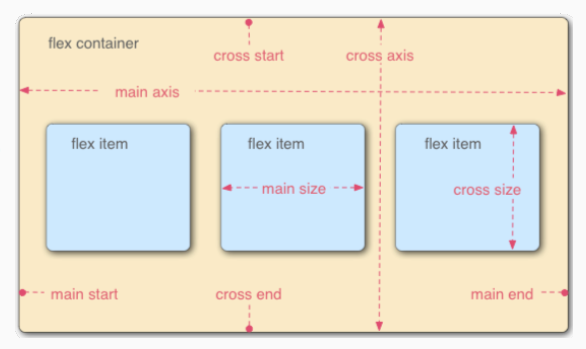 flex container
cross start
cross axis
main axis
flex item
flex item
flex item
main size
cross size
main start
cross end
main end